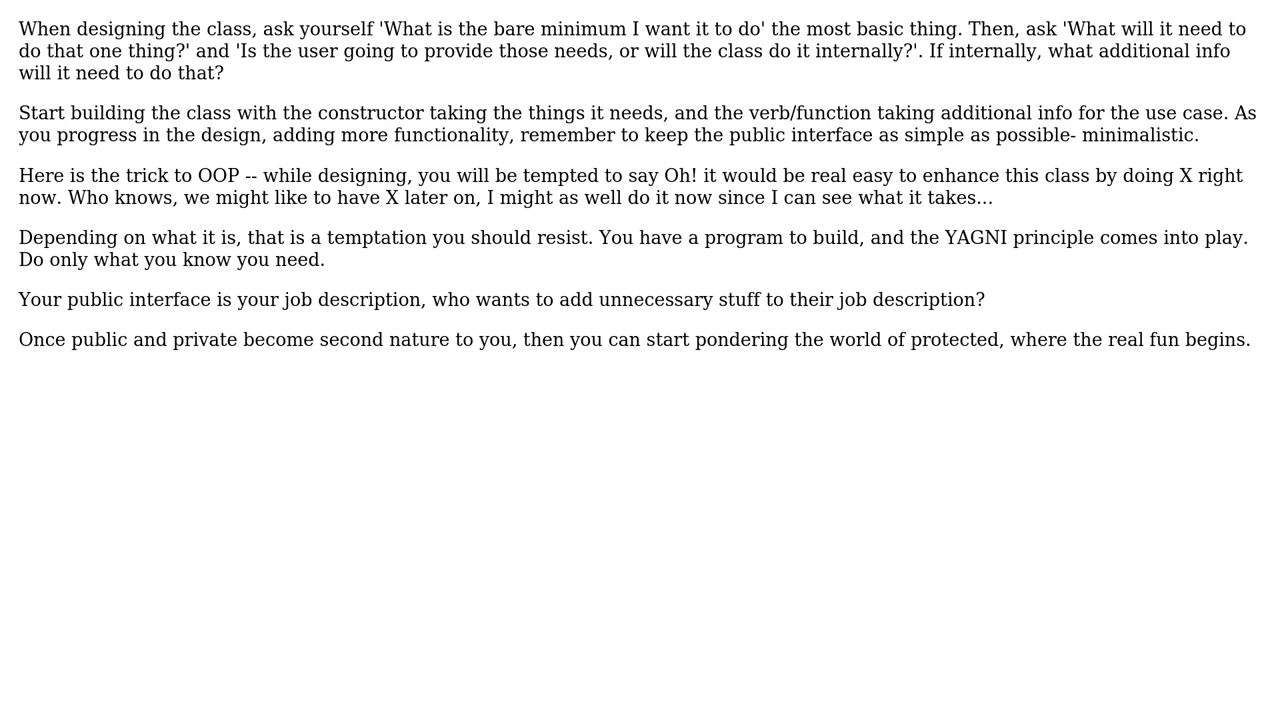 When designing the class, ask yourself 'What is the bare minimum I want it to do' the most basic thing. Then, ask 'What will it need to
do that one thing?' and 'Is the user going to provide those needs, or will the class do it internally?'. If internally, what additional info
will it need to do that?
Start building the class with the constructor taking the things it needs, and the verb/function taking additional info for the use case. As
you progress in the design, adding more functionality, remember to keep the public interface as simple as possible- minimalistic.
Here is the trick to OOP -- while designing, you will be tempted to say Oh! it would be real easy to enhance this class by doing X right
now. Who knows, we might like to have X later on, I might as well do it now since I can see what it takes...
Depending on what it is, that is a temptation you should resist. You have a program to build, and the YAGNI principle comes into play.
Do only what you know you need.
Your public interface is your job description, who wants to add unnecessary stuff to their job description?
Once public and private become second nature to you, then you can start pondering the world of protected, where the real fun begins.